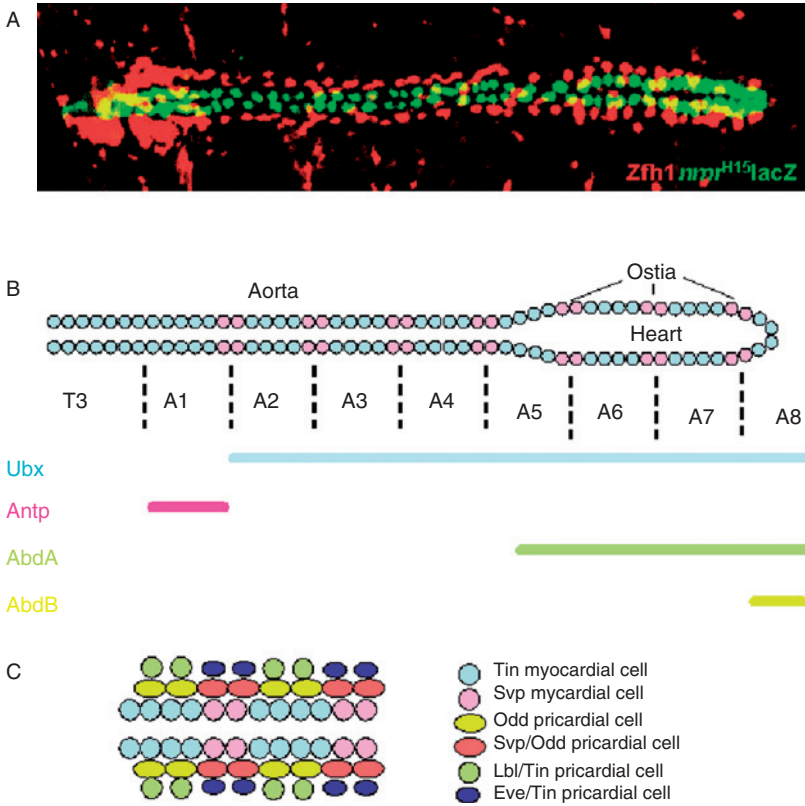 A
Zfh1 nmr^H15 lacZ
B
Aorta
Ostia
Heart
T3 A1 A2 A3 A4 A5 A6 A7 A8
Ubx
Antp
AbdA
AbdB
C
Tin myocardial cell
Svp mycardial cell
Odd pricardial cell
Svp/Odd pricardial cell
Lbl/Tin pricardial cell
Eve/Tin pricardial cell